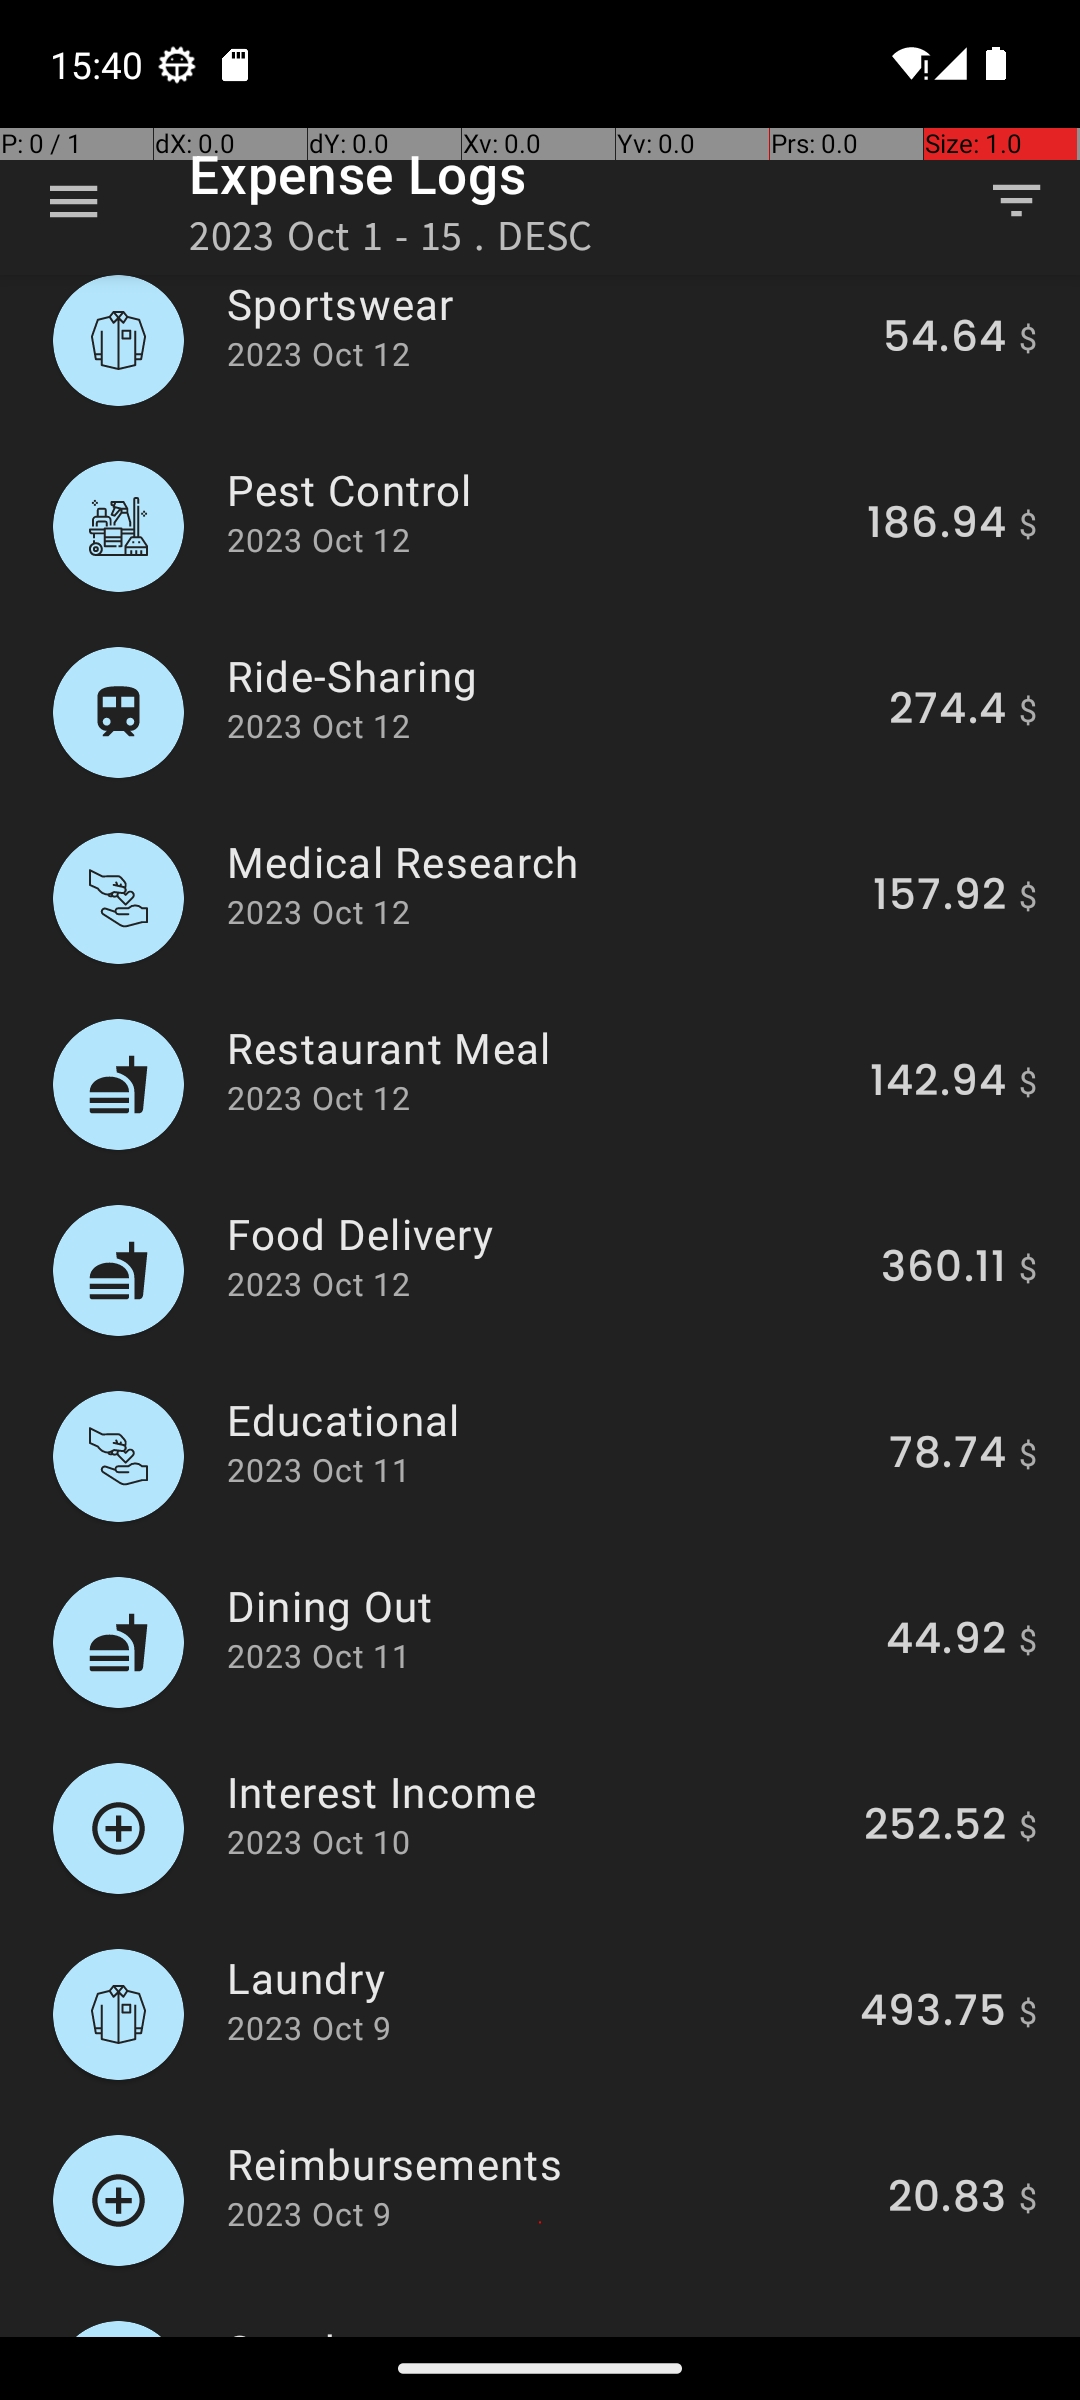 15:40
P: 0 / 1 dX: 0.0 dY: 0.0 Xv: 0.0 Yv: 0.0 Prs: 0.0 Size: 1.0
Expense Logs
2023 Oct 1 - 15 . DESC
Sportswear
2023 Oct 12
54.64 $
Pest Control
2023 Oct 12
186.94 $
Ride-Sharing
2023 Oct 12
274.4 $
Medical Research
2023 Oct 12
157.92 $
Restaurant Meal
2023 Oct 12
142.94 $
Food Delivery
2023 Oct 12
360.11 $
Educational
2023 Oct 11
78.74 $
Dining Out
2023 Oct 11
44.92 $
Interest Income
2023 Oct 10
252.52 $
Laundry
2023 Oct 9
493.75 $
Reimbursements
2023 Oct 9
20.83 $